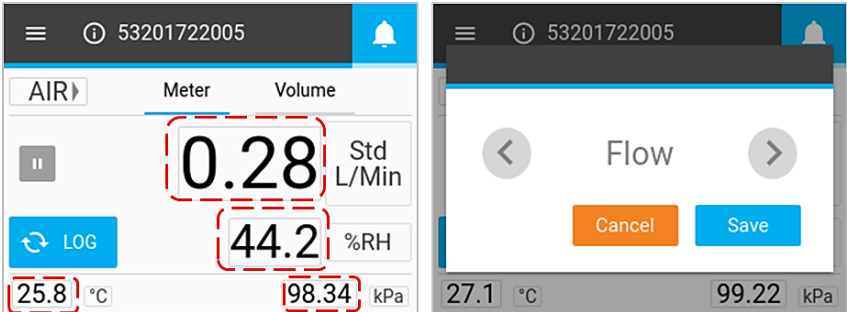 53201722005
AIR
Meter
Volume
0.28
Std
L/Min
LOG
44.2
%RH
25.8
°C
98.34
kPa
53201722005
Flow
Cancel
Save
27.1
°C
99.22
kPa